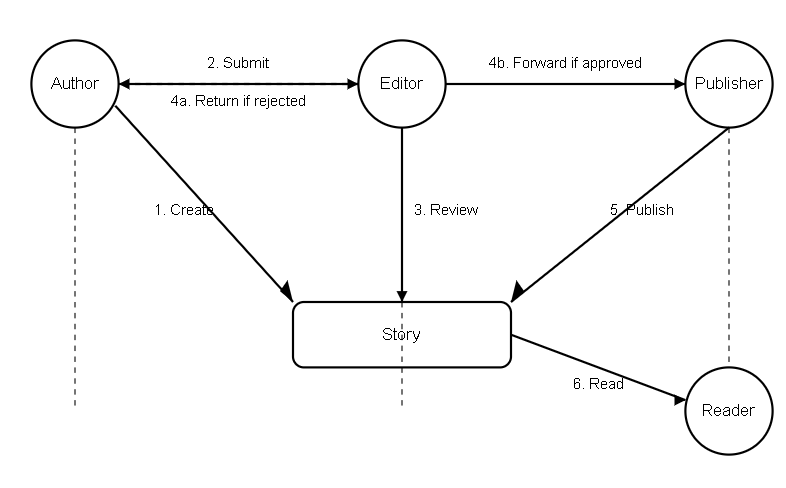 2. Submit
4b. Forward if approved
Author
Editor
Publisher
4a. Return if rejected
1. Create
3. Review
5. Publish
Story
6. Read
Reader